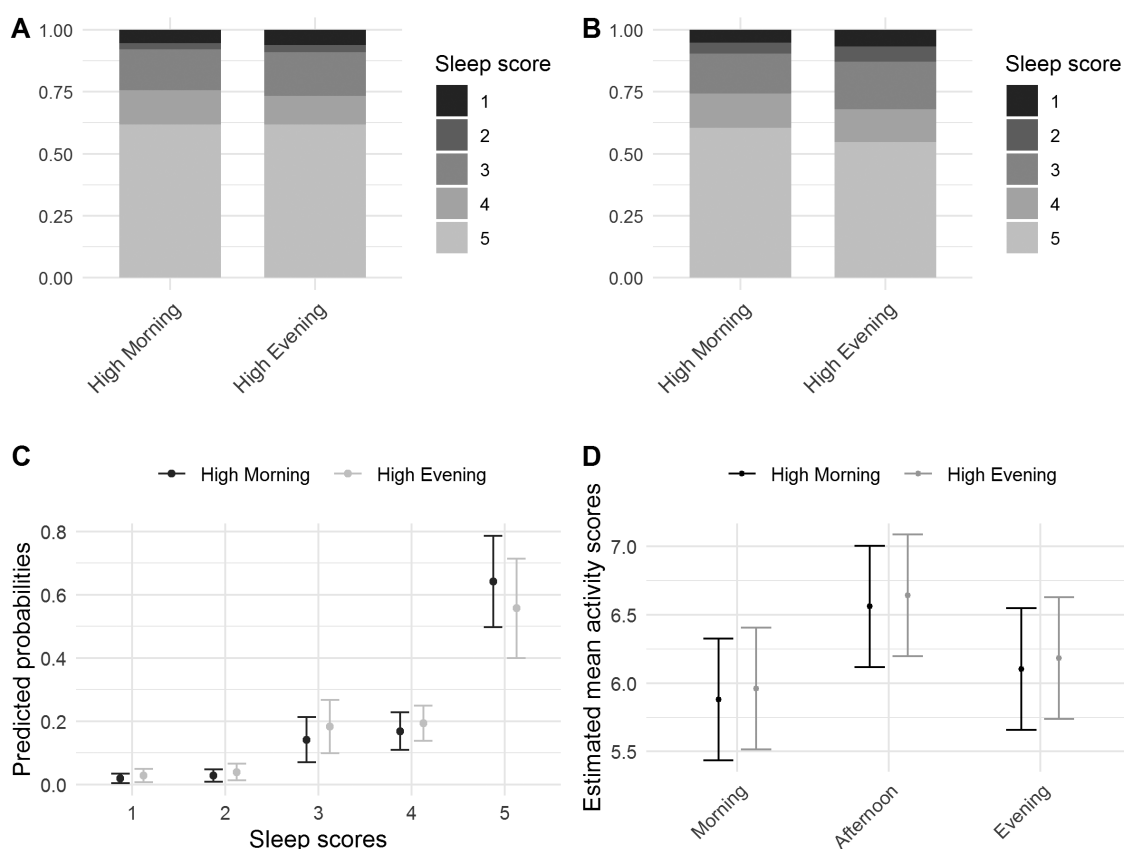 A
1.00
0.75
0.50
0.25
0.00
High Morning
High Evening
Sleep score
1
2
3
4
5
B
1.00
0.75
0.50
0.25
0.00
High Morning
High Evening
Sleep score
1
2
3
4
5
C
High Morning High Evening
Predicted probabilities
0.8
0.6
0.4
0.2
0.0
1 2 3 4 5
Sleep scores
D
High Morning High Evening
Estimated mean activity scores
7.0
6.5
6.0
5.5
Morning
Afternoon
Evening